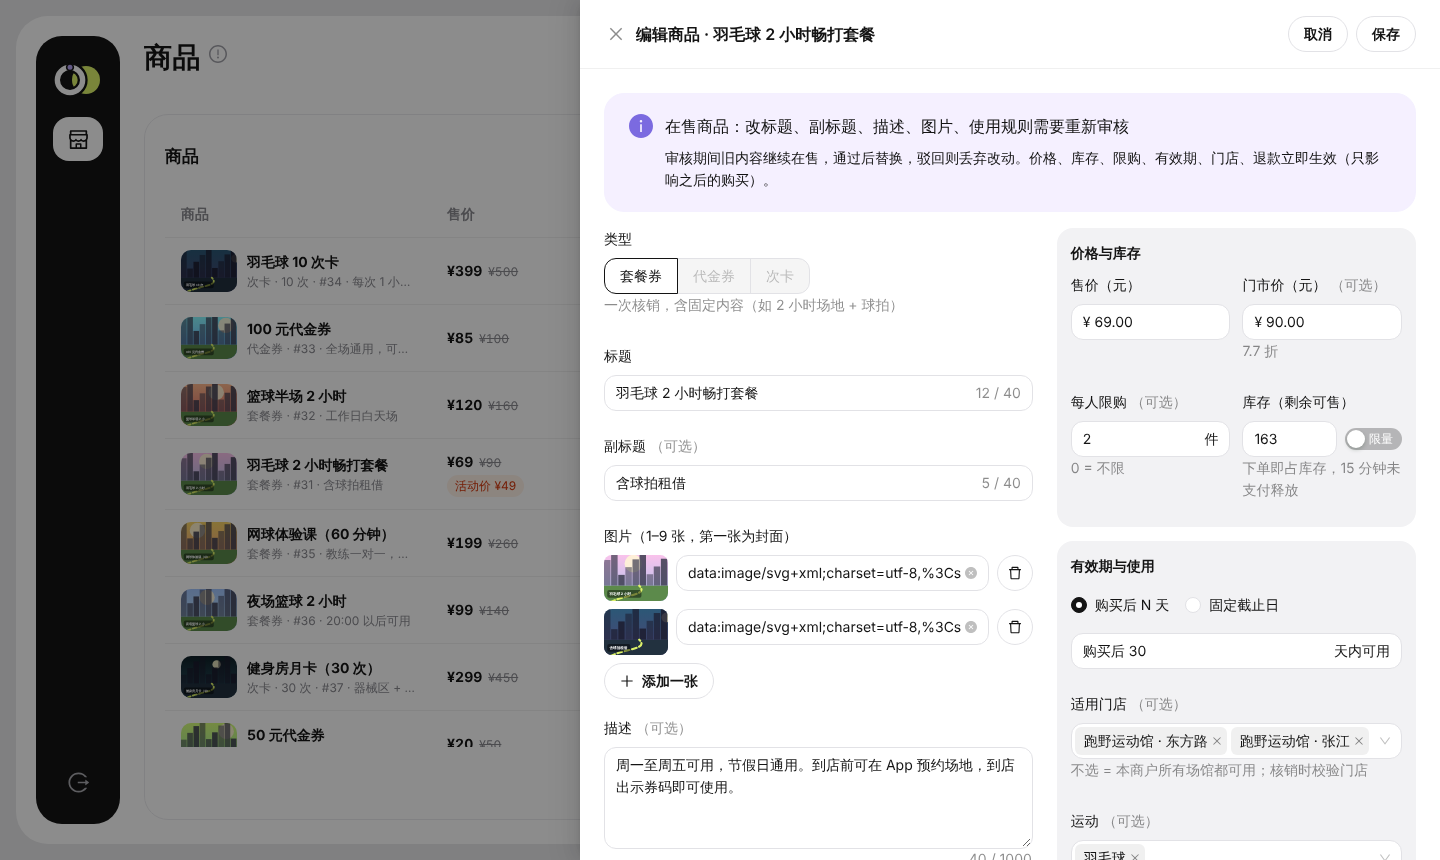 商品
商品
商品 售价
羽毛球 10 次卡
次卡 · 10 次 · #34 · 每次 1 小...
¥399 ¥500
100 元代金券
代金券 · #33 · 全场通用，可...
¥85 ¥100
篮球半场 2 小时
套餐券 · #32 · 工作日白天场
¥120 ¥160
羽毛球 2 小时畅打套餐
套餐券 · #31 · 含球拍租借
¥69 ¥90
活动价 ¥49
网球体验课（60 分钟）
套餐券 · #35 · 教练一对一，...
¥199 ¥260
夜场篮球 2 小时
套餐券 · #36 · 20:00 以后可用
¥99 ¥140
健身房月卡（30 次）
次卡 · 30 次 · #37 · 器械区 + ...
¥299 ¥450
50 元代金券
¥20 ¥50
编辑商品 · 羽毛球 2 小时畅打套餐
取消 保存
在售商品：改标题、副标题、描述、图片、使用规则需要重新审核
审核期间旧内容继续在售，通过后替换，驳回则丢弃改动。价格、库存、限购、有效期、门店、退款立即生效（只影
响之后的购买）。
类型
套餐券 代金券 次卡
一次核销，含固定内容（如 2 小时场地 + 球拍）
标题
羽毛球 2 小时畅打套餐 12 / 40
副标题 （可选）
含球拍租借 5 / 40
图片（1–9 张，第一张为封面）
data:image/svg+xml;charset=utf-8,%3Cs
data:image/svg+xml;charset=utf-8,%3Cs
添加一张
描述 （可选）
周一至周五可用，节假日通用。到店前可在 App 预约场地，到店
出示券码即可使用。
40 / 1000
价格与库存
售价（元） 门市价（元）（可选）
¥ 69.00 ¥ 90.00
7.7 折
每人限购 （可选） 库存（剩余可售）
2 件 163 限量
0 = 不限 下单即占库存，15 分钟未
支付释放
有效期与使用
购买后 N 天 固定截止日
购买后 30 天内可用
适用门店 （可选）
跑野运动馆 · 东方路 跑野运动馆 · 张江
不选 = 本商户所有场馆都可用；核销时校验门店
运动 （可选）
羽毛球